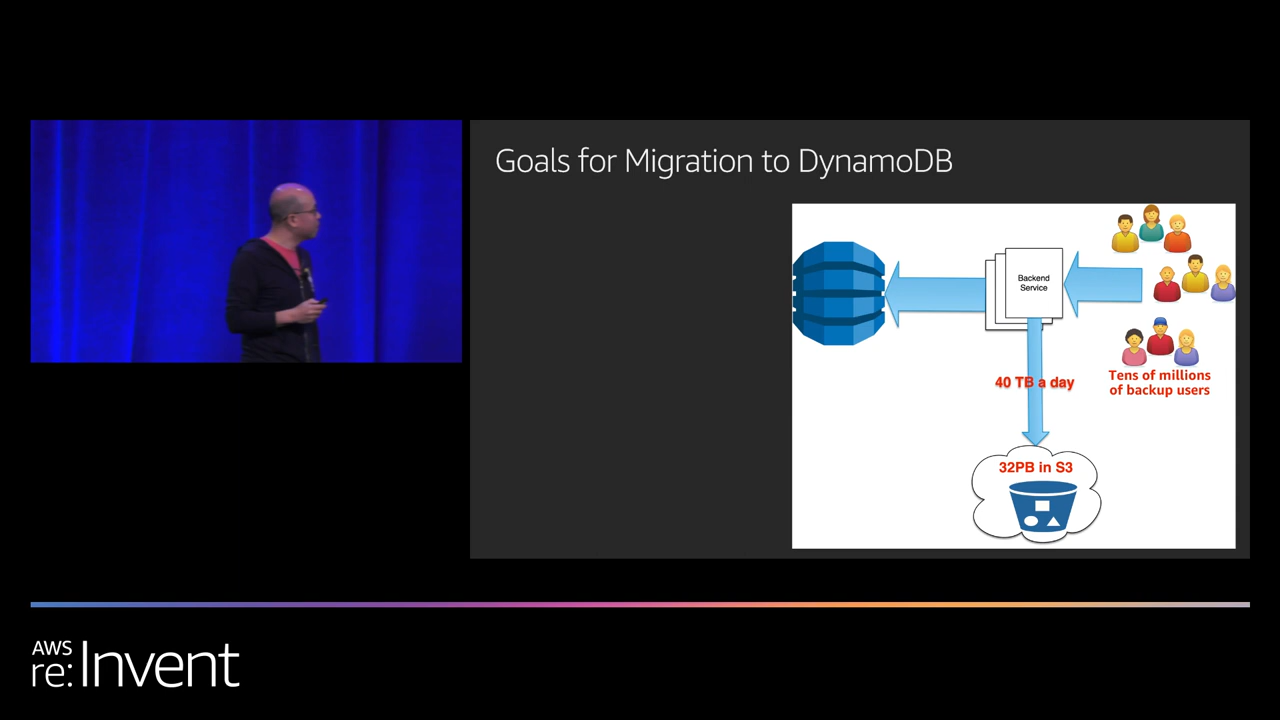 Goals for Migration to DynamoDB
Backend
Service
40 TB a day
Tens of millions
of backup users
32PB in S3
AWS
re:Invent